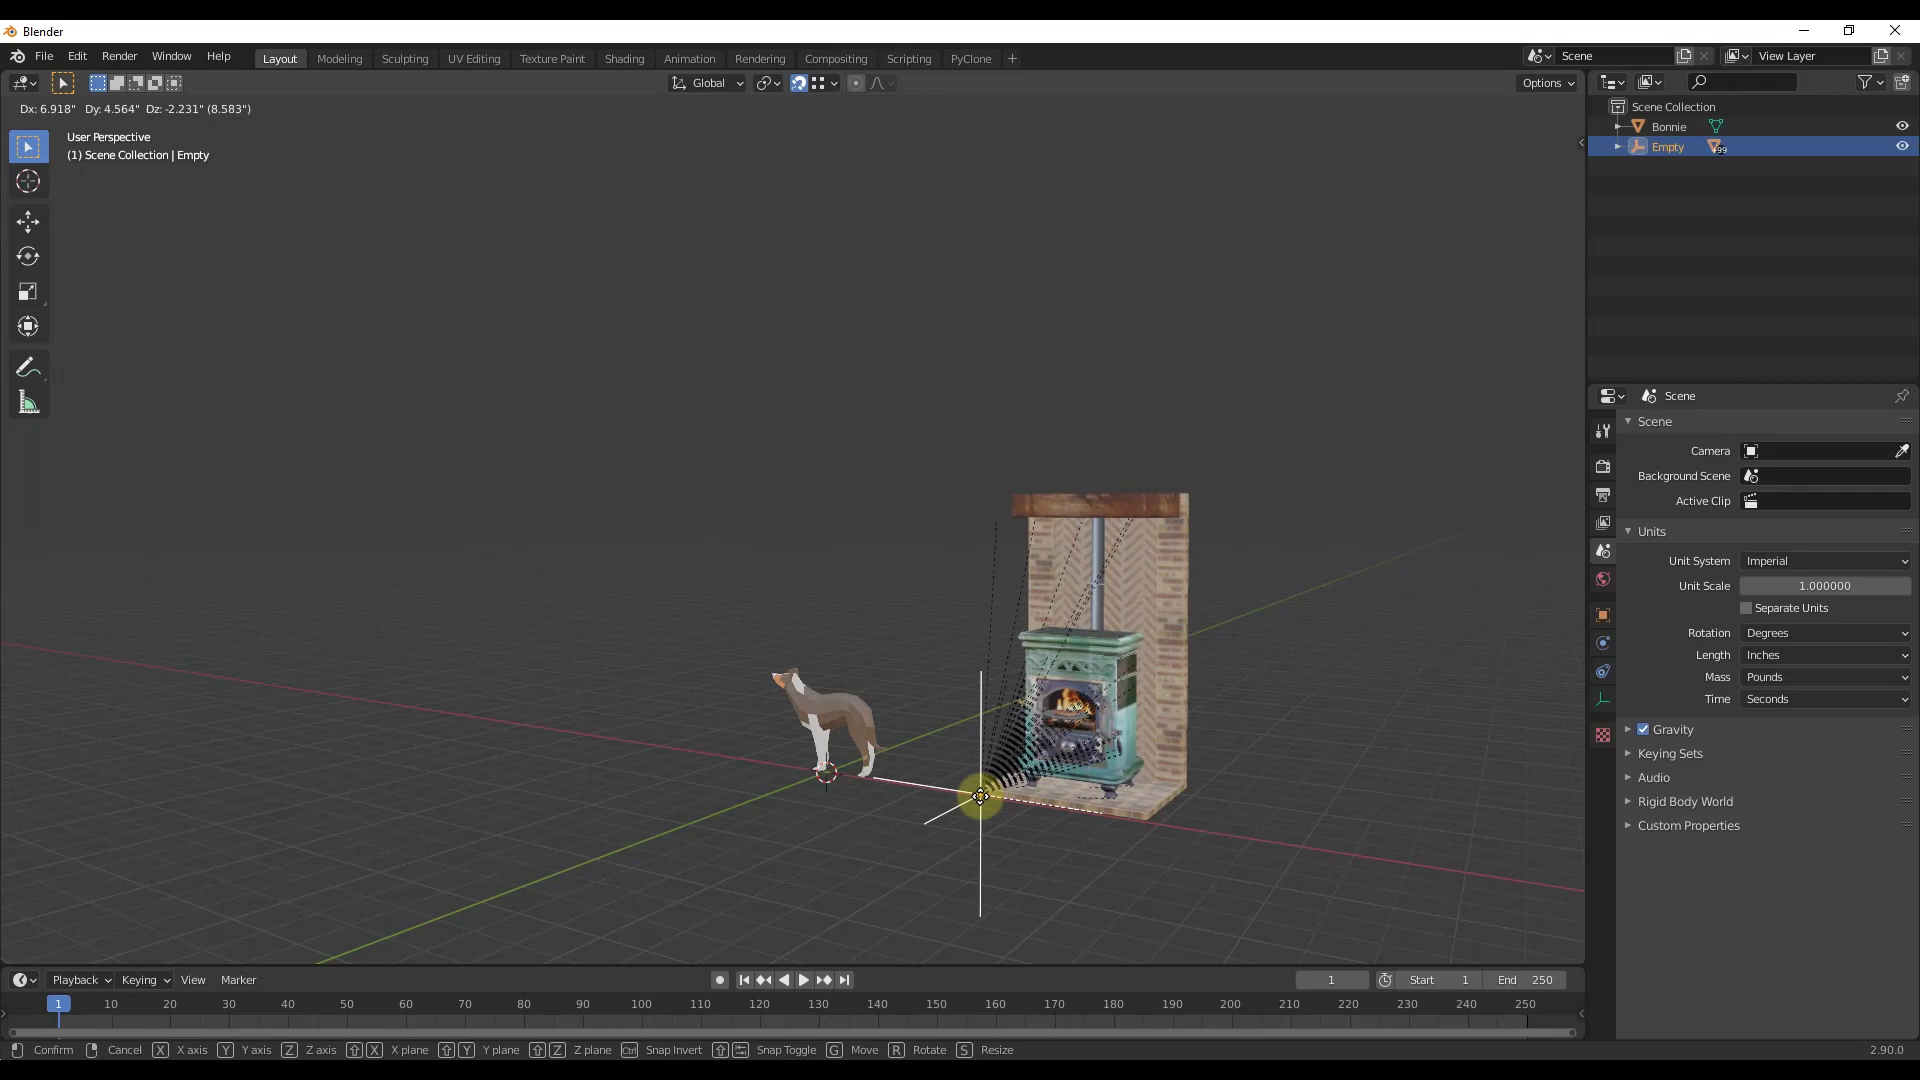 Blender
File Edit Render Window Help
Layout Modeling Sculpting UV Editing Texture Paint Shading Animation Rendering Compositing Scripting PyClone
Scene
View Layer
Global
Options
Dx: 6.918" Dy: 4.564" Dz: -2.231" (8.583")
User Perspective
(1) Scene Collection | Empty
Scene Collection
Bonnie
Empty
+99
Scene
Scene
Camera
Background Scene
Active Clip
Units
Unit System Imperial
Unit Scale 1.000000
Separate Units
Rotation Degrees
Length Inches
Mass Pounds
Time Seconds
Gravity
Keying Sets
Audio
Rigid Body World
Custom Properties
Playback Keying View Marker
1 Start 1 End 250
1 10 20 30 40 50 60 70 80 90 100 110 120 130 140 150 160 170 180 190 200 210 220 230 240 250
Confirm Cancel X X axis Y Y axis Z Z axis X X plane Y Y plane Z Z plane Ctrl Snap Invert Snap Toggle G Move R Rotate S Resize
2.90.0